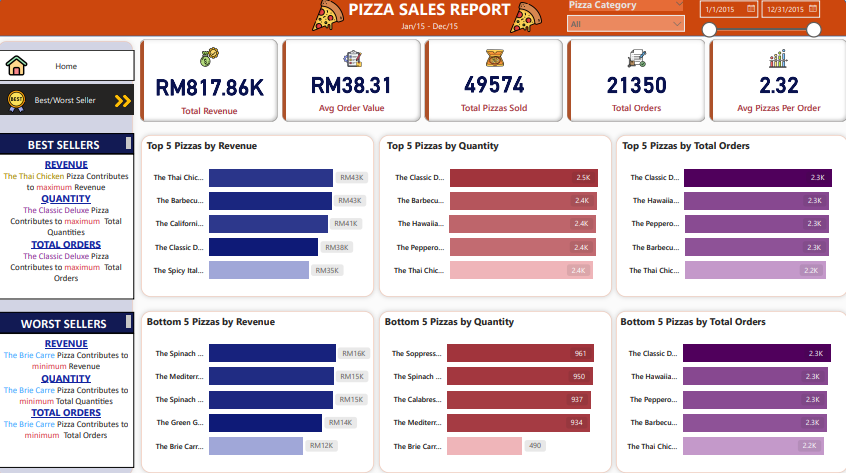 PIZZA SALES REPORT
Jan/15 - Dec/15
Pizza Category
All
1/1/2015
12/31/2015
Home
BEST
Best/Worst Seller
RM817.86K
Total Revenue
RM38.31
Avg Order Value
49574
Total Pizzas Sold
21350
Total Orders
2.32
Avg Pizzas Per Order
BEST SELLERS
REVENUE
The Thai Chicken Pizza Contributes
to maximum Revenue
QUANTITY
The Classic Deluxe Pizza
Contributes to maximum Total
Quantities
TOTAL ORDERS
The Classic Deluxe Pizza
Contributes to maximum Total
Orders
Top 5 Pizzas by Revenue
The Thai Chic... RM43K
The Barbecu... RM43K
The Californi... RM41K
The Classic D... RM38K
The Spicy Ital... RM35K
Top 5 Pizzas by Quantity
The Classic D... 2.5K
The Barbecu... 2.4K
The Hawaiia... 2.4K
The Peppero... 2.4K
The Thai Chic... 2.4K
Top 5 Pizzas by Total Orders
The Classic D... 2.3K
The Hawaiia... 2.3K
The Peppero... 2.3K
The Barbecu... 2.3K
The Thai Chic... 2.2K
WORST SELLERS
REVENUE
The Brie Carre Pizza Contributes to
minimum Revenue
QUANTITY
The Brie Carre Pizza Contributes to
minimum Total Quantities
TOTAL ORDERS
The Brie Carre Pizza Contributes to
minimum Total Orders
Bottom 5 Pizzas by Revenue
The Spinach ... RM16K
The Mediterr... RM15K
The Spinach ... RM15K
The Green G... RM14K
The Brie Carr... RM12K
Bottom 5 Pizzas by Quantity
The Soppress... 961
The Spinach ... 950
The Calabres... 937
The Mediterr... 934
The Brie Carr... 490
Bottom 5 Pizzas by Total Orders
The Classic D... 2.3K
The Hawaiia... 2.3K
The Peppero... 2.3K
The Barbecu... 2.3K
The Thai Chic... 2.2K